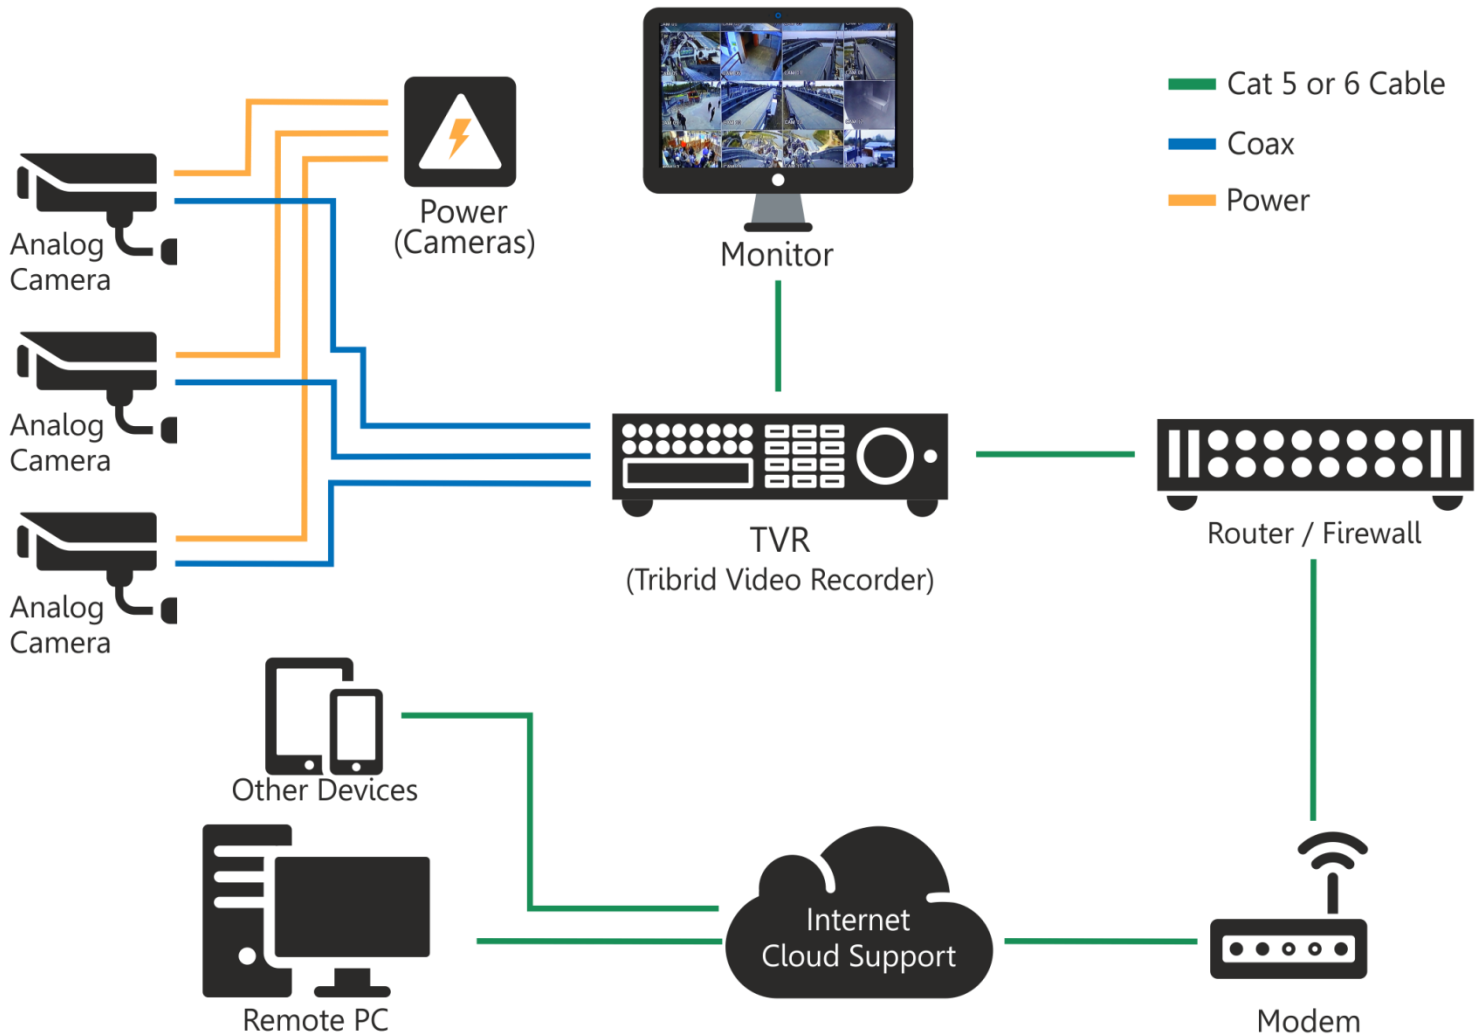 Cat 5 or 6 Cable
Coax
Power
Power
(Cameras)
Monitor
Analog
Camera
Analog
Camera
Analog
Camera
TVR
(Tribrid Video Recorder)
Router / Firewall
Other Devices
Remote PC
Internet
Cloud Support
Modem